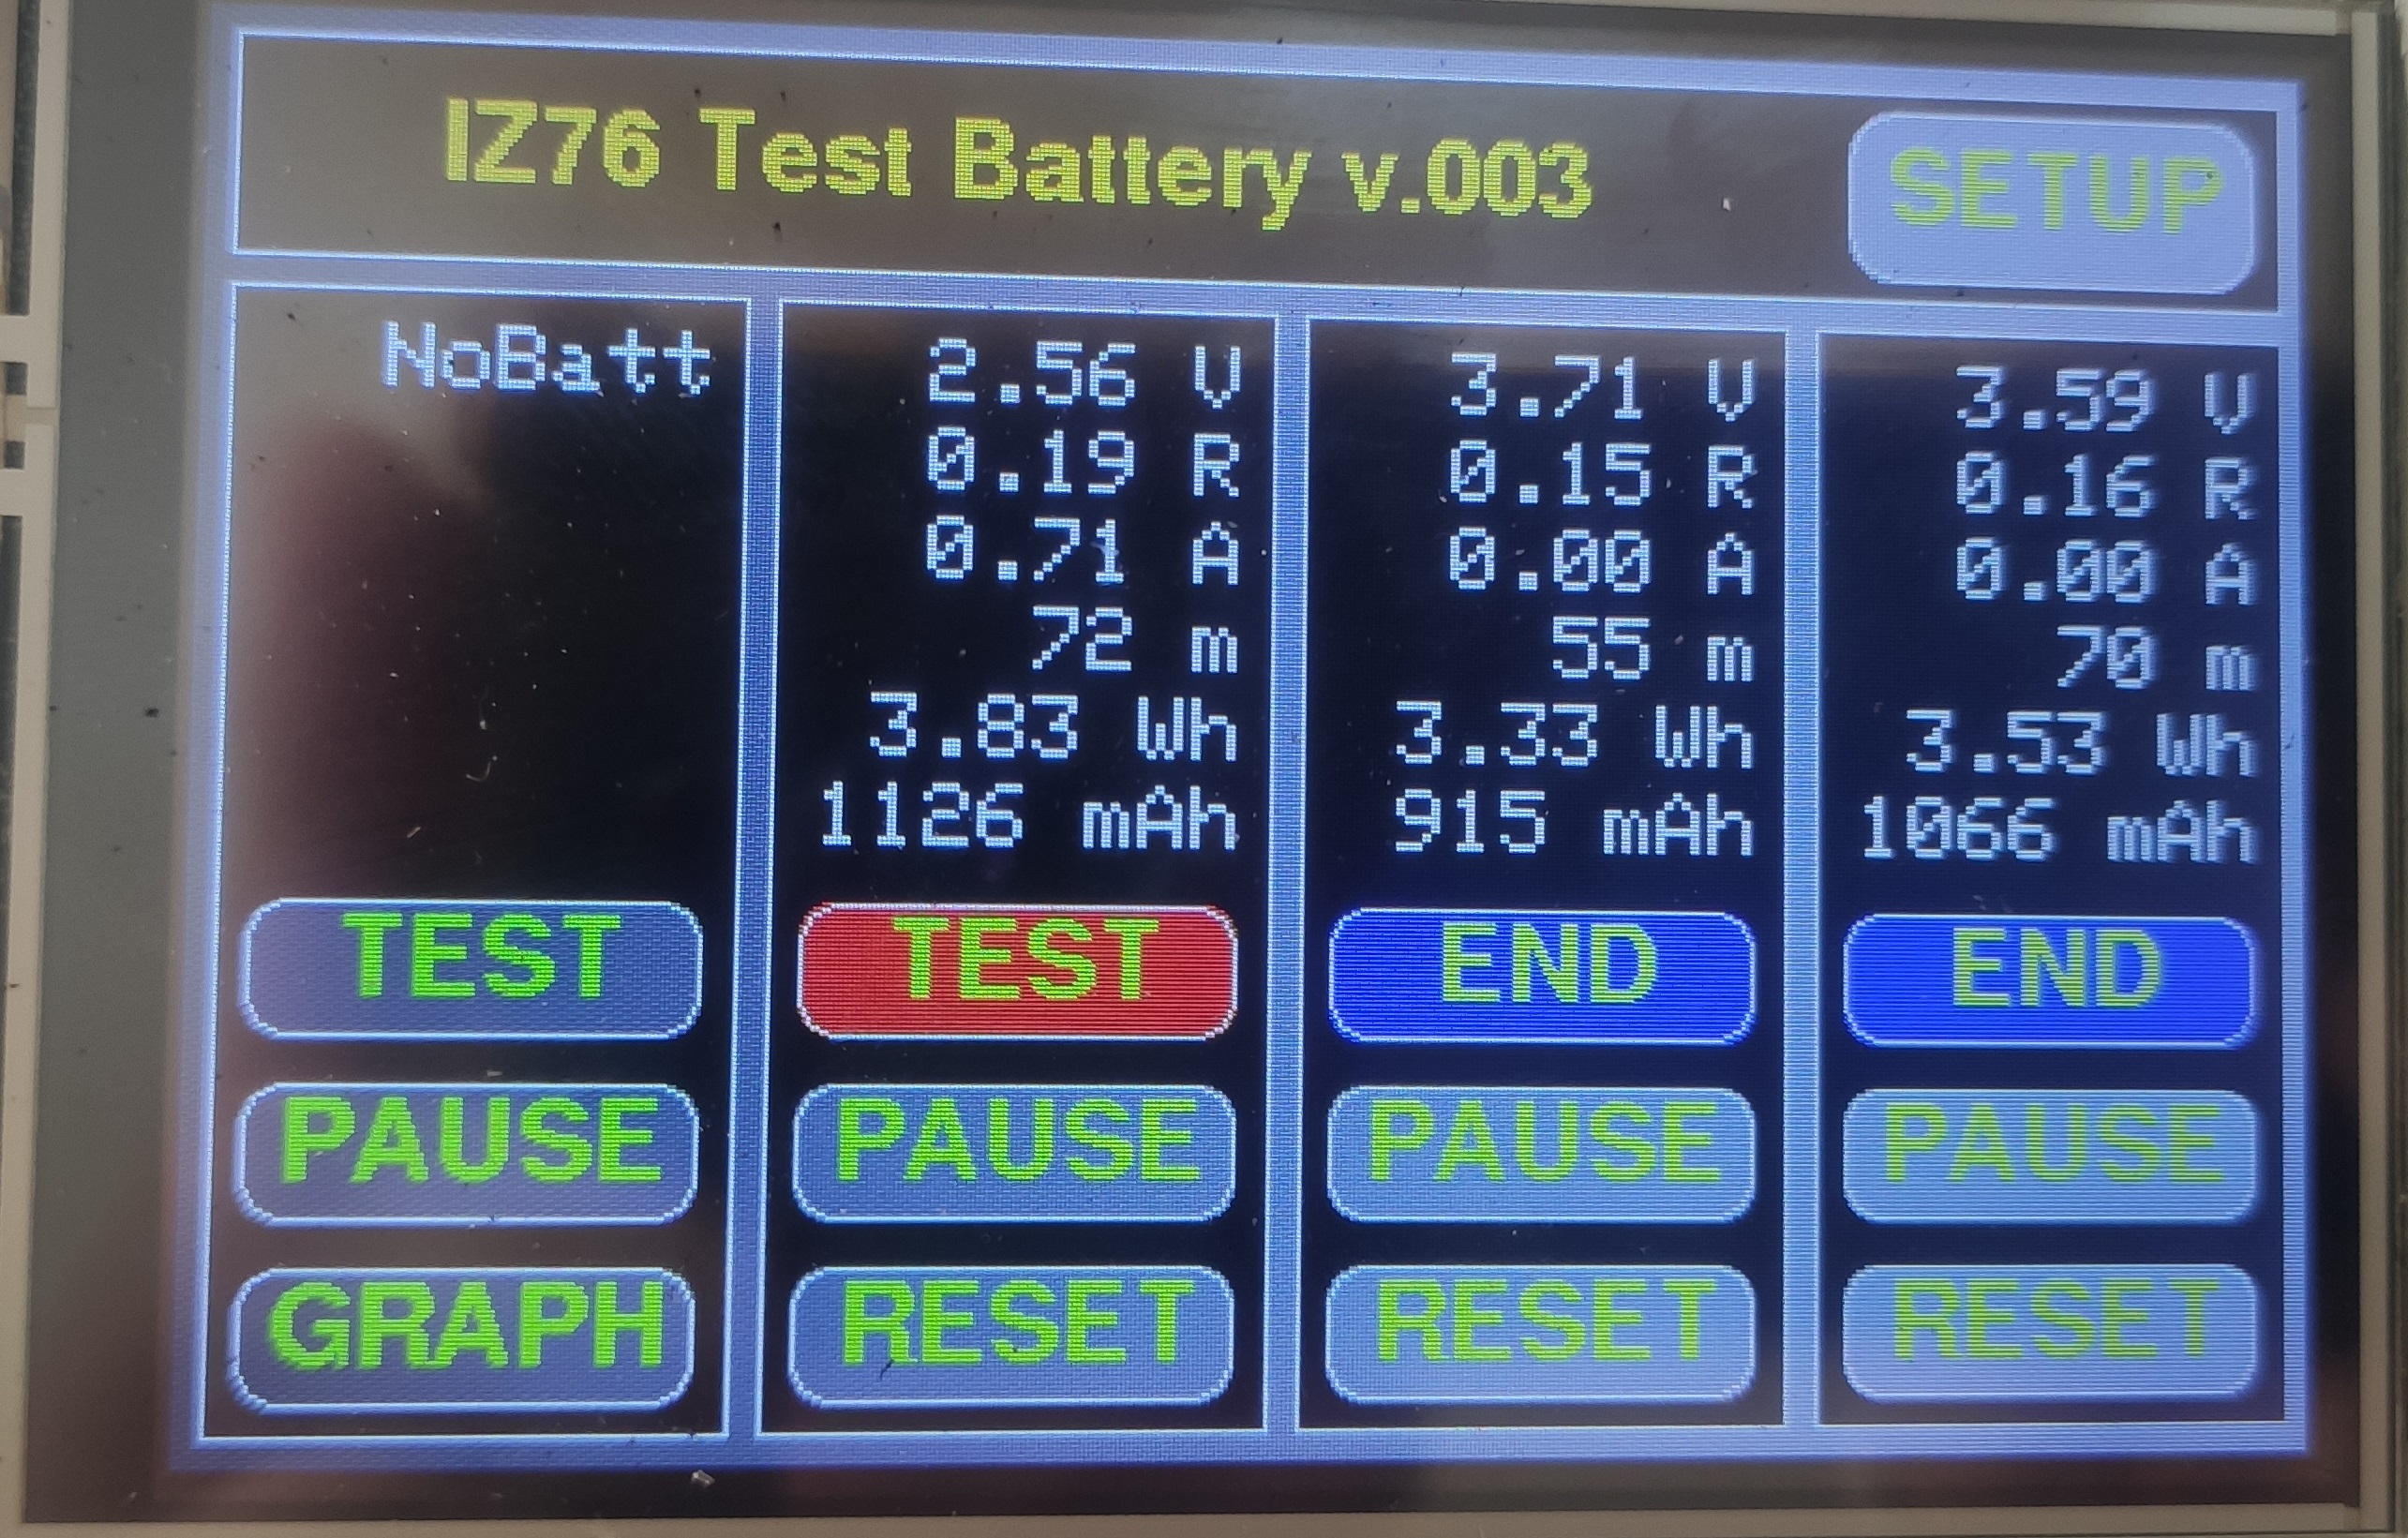 IZ76 Test Battery v.003
SETUP
NoBatt
TEST
PAUSE
GRAPH
2.56 V
0.19 R
0.71 A
72 m
3.83 Wh
1126 mAh
TEST
PAUSE
RESET
3.71 V
0.15 R
0.00 A
55 m
3.33 Wh
915 mAh
END
PAUSE
RESET
3.59 V
0.16 R
0.00 A
70 m
3.53 Wh
1066 mAh
END
PAUSE
RESET